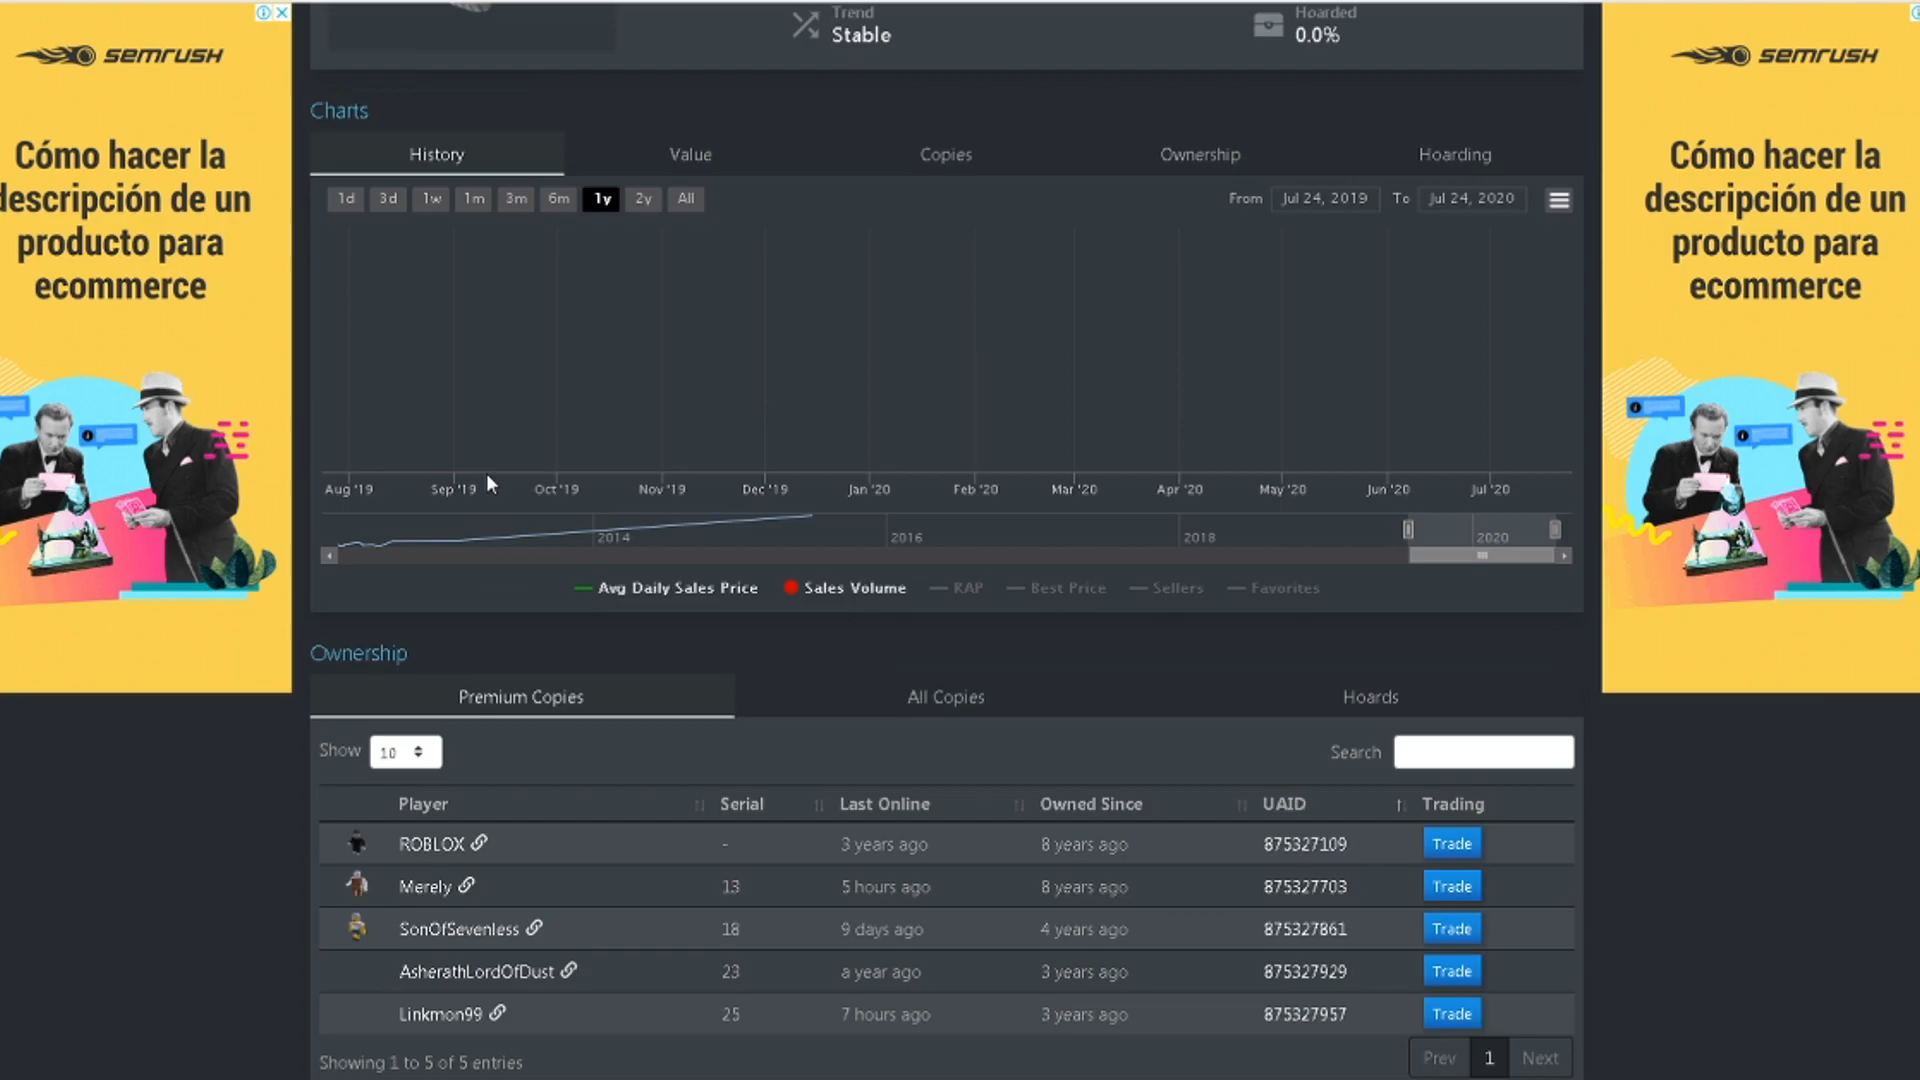 SEMRUSH
Cómo hacer la
descripción de un
producto para
ecommerce
Trend
Stable
Hoarded
0.0%
SEMRUSH
Cómo hacer la
descripción de un
producto para
ecommerce
Charts
History Value Copies Ownership Hoarding
1d 3d 1w 1m 3m 6m 1y 2y All From Jul 24, 2019 To Jul 24, 2020
Aug '19 Sep '19 Oct '19 Nov '19 Dec '19 Jan '20 Feb '20 Mar '20 Apr '20 May '20 Jun '20 Jul '20
2014 2016 2018 2020
Avg Daily Sales Price Sales Volume RAP Best Price Sellers Favorites
Ownership
Premium Copies All Copies Hoards
Show 10 Search
Player Serial Last Online Owned Since UAID Trading
ROBLOX - 3 years ago 8 years ago 875327109 Trade
Merely 13 5 hours ago 8 years ago 875327703 Trade
SonOfSevenless 18 9 days ago 4 years ago 875327861 Trade
AsherathLordOfDust 23 a year ago 3 years ago 875327929 Trade
Linkmon99 25 7 hours ago 3 years ago 875327957 Trade
Showing 1 to 5 of 5 entries Prev 1 Next